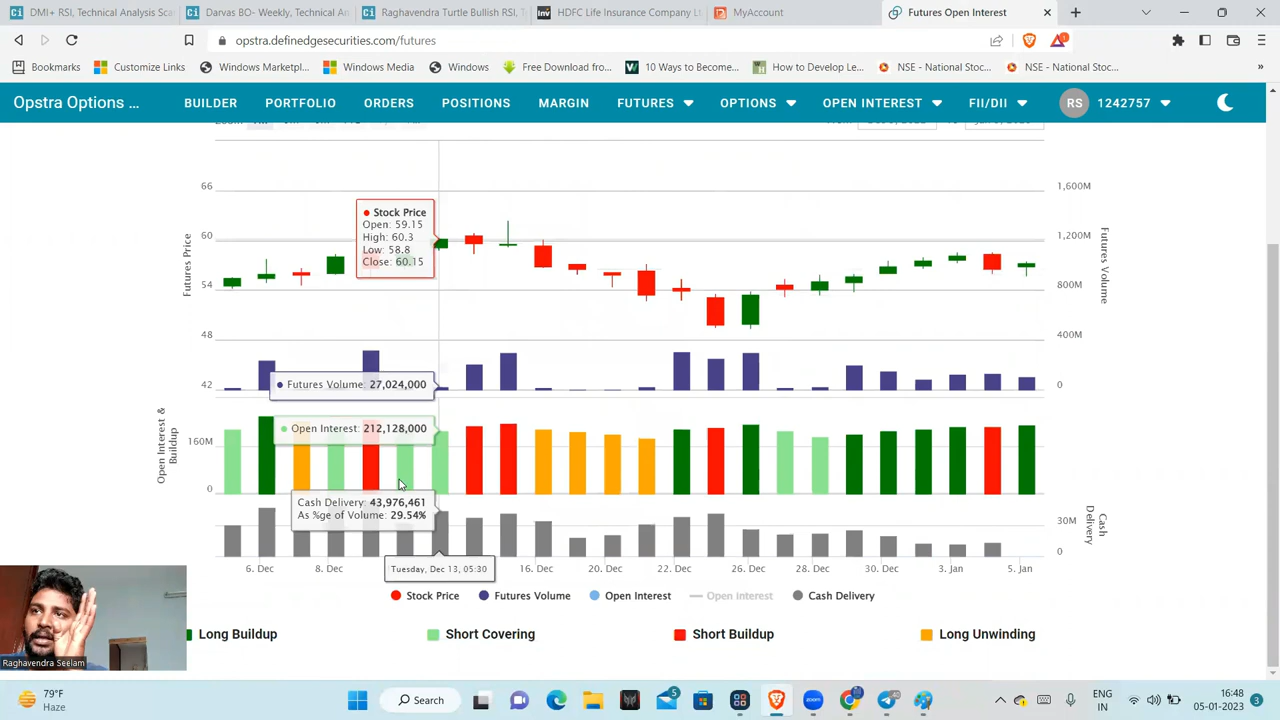 DMI+ RSI, Technical Analysis Scan
Darvas BO- Weekly, Technical An
Raghavendra Turtle Bullish RSI, T
Inv HDFC Life Insurance Company Lt
MyAccount
Futures Open Interest
opstra.definedgesecurities.com/futures
Bookmarks Customize Links Windows Marketpl... Windows Media Windows Free Download fro... W 10 Ways to Become... How to Develop Le... NSE - National Stoc... NSE - National Stoc... »
Opstra Options ... BUILDER PORTFOLIO ORDERS POSITIONS MARGIN FUTURES OPTIONS OPEN INTEREST FII/DII RS 1242757
66 1,600M
60 1,200M
54 800M
48 400M
42 0
Futures Price
Futures Volume
Stock Price
Open: 59.15
High: 60.3
Low: 58.8
Close: 60.15
Futures Volume: 27,024,000
Open Interest: 212,128,000
Open Interest &
Buildup
160M
0
Cash Delivery: 43,976,461
As %ge of Volume: 29.54%
Cash
Delivery
30M
0
Tuesday, Dec 13, 05:30
6. Dec 8. Dec 16. Dec 20. Dec 22. Dec 26. Dec 28. Dec 30. Dec 3. Jan 5. Jan
Stock Price Futures Volume Open Interest Open Interest Cash Delivery
Long Buildup Short Covering Short Buildup Long Unwinding
Raghavendra Seelam
79°F
Haze
Search
5
ENG
IN
16:48
05-01-2023
3